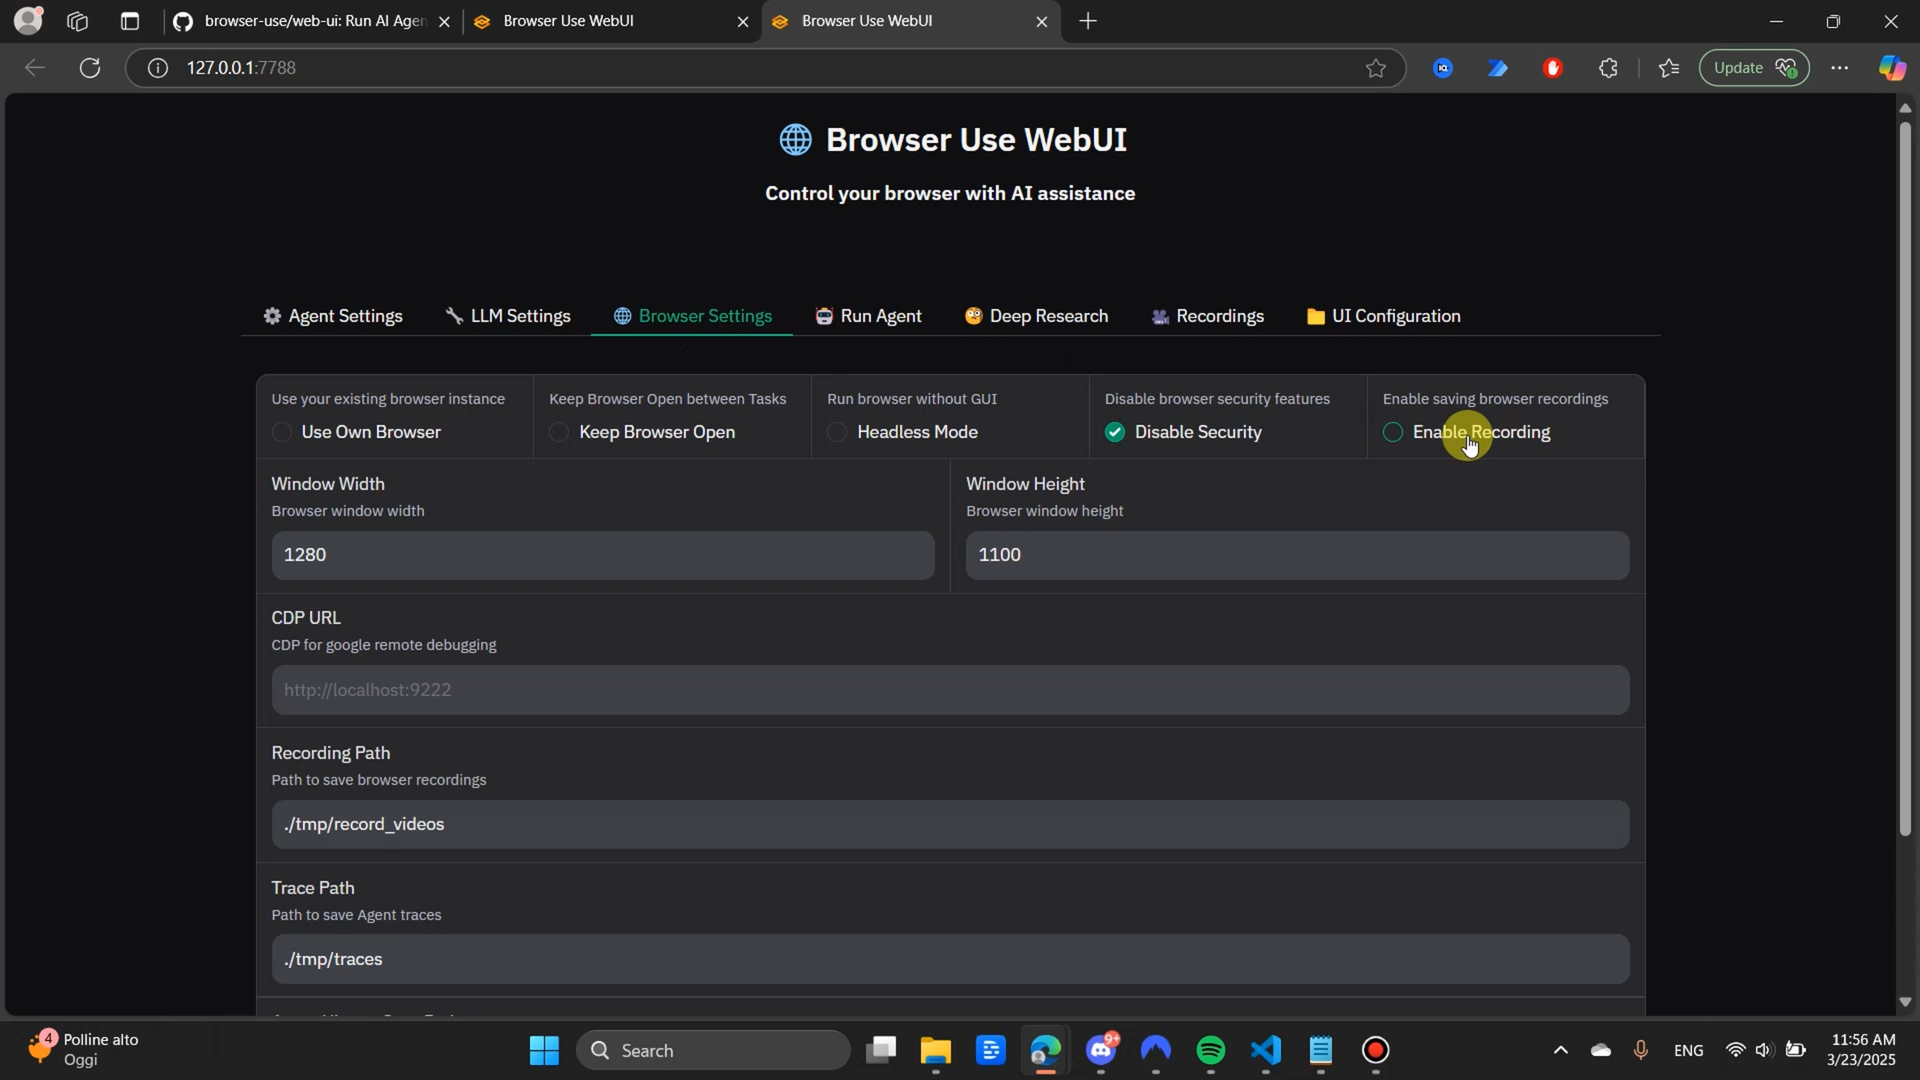 browser-use/web-ui: Run AI Agen
Browser Use WebUI
Browser Use WebUI
127.0.0.1:7788
Update
Browser Use WebUI
Control your browser with AI assistance
Agent Settings
LLM Settings
Browser Settings
Run Agent
Deep Research
Recordings
UI Configuration
Use your existing browser instance
Use Own Browser
Keep Browser Open between Tasks
Keep Browser Open
Run browser without GUI
Headless Mode
Disable browser security features
Disable Security
Enable saving browser recordings
Enable Recording
Window Width
Browser window width
1280
Window Height
Browser window height
1100
CDP URL
CDP for google remote debugging
http://localhost:9222
Recording Path
Path to save browser recordings
./tmp/record_videos
Trace Path
Path to save Agent traces
./tmp/traces
4
Polline alto
Oggi
Search
9+
ENG
11:56 AM
3/23/2025